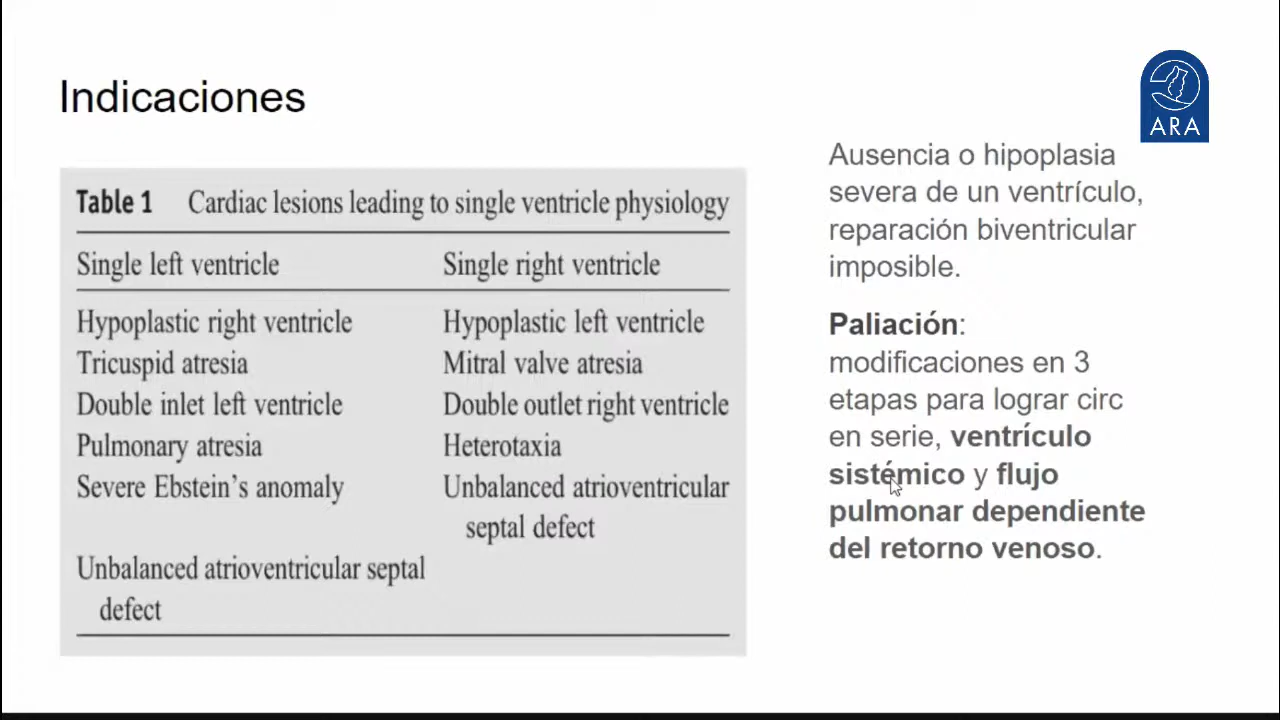 Indicaciones
ARA
Table 1 Cardiac lesions leading to single ventricle physiology
Single left ventricle Single right ventricle
Hypoplastic right ventricle Hypoplastic left ventricle
Tricuspid atresia Mitral valve atresia
Double inlet left ventricle Double outlet right ventricle
Pulmonary atresia Heterotaxia
Severe Ebstein's anomaly Unbalanced atrioventricular
septal defect
Unbalanced atrioventricular septal
defect
Ausencia o hipoplasia
severa de un ventrículo,
reparación biventricular
imposible.
Paliación:
modificaciones en 3
etapas para lograr circ
en serie, ventrículo
sistémico y flujo
pulmonar dependiente
del retorno venoso.